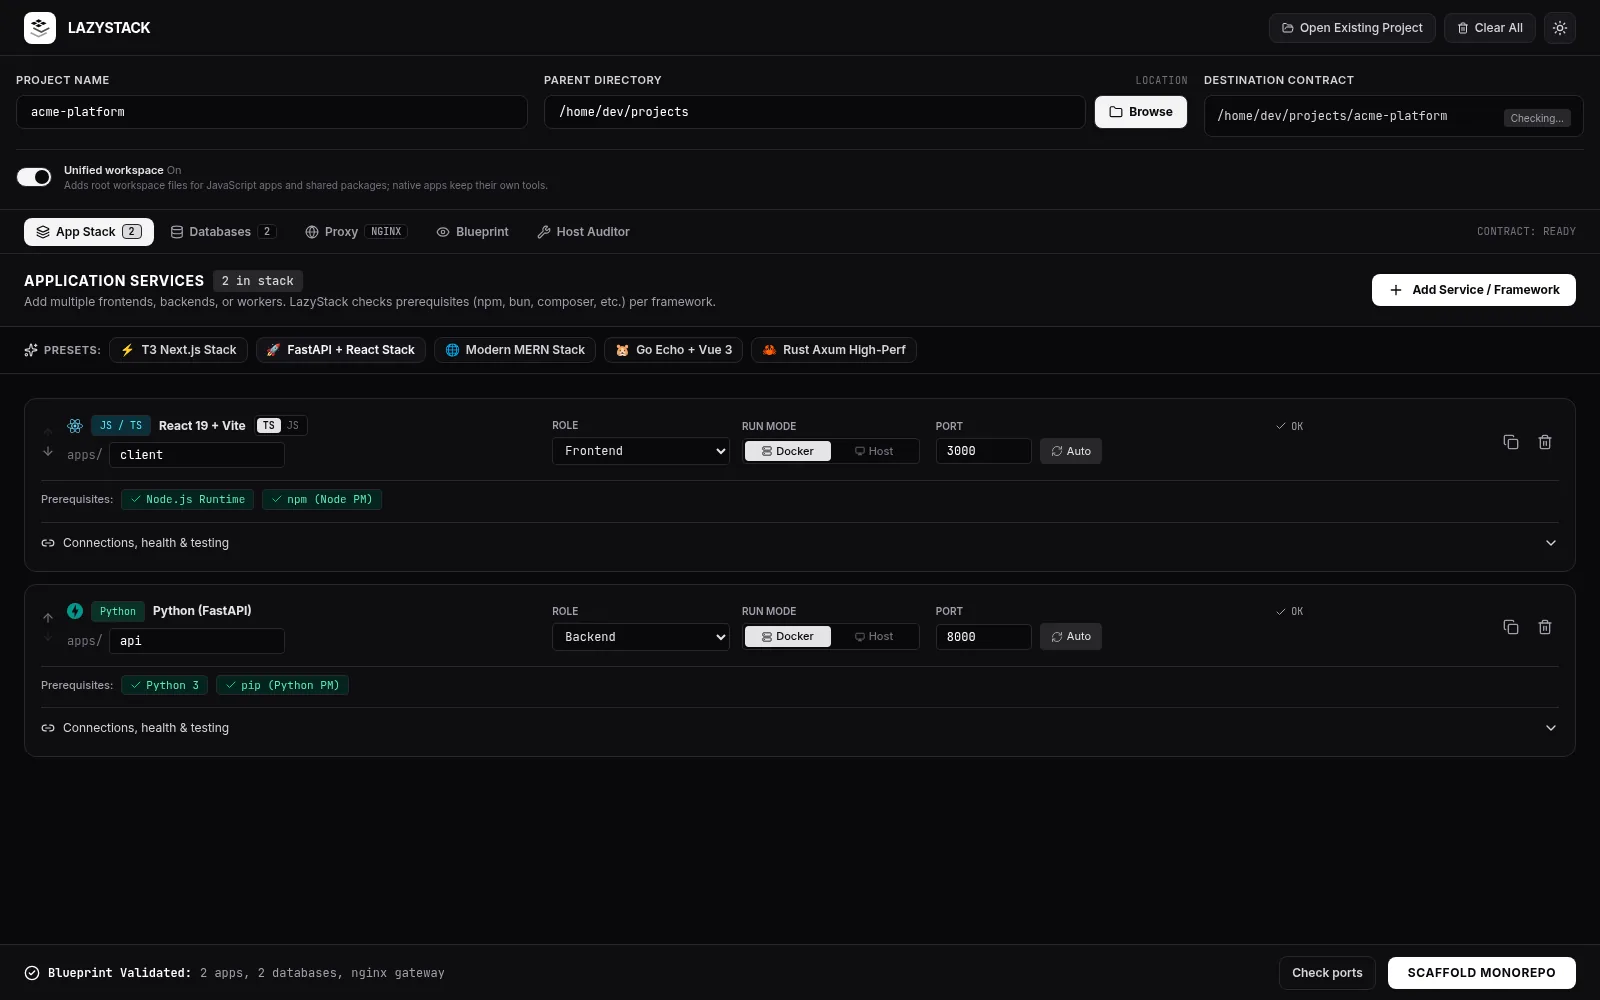 LAZYSTACK
Open Existing Project
Clear All
PROJECT NAME
acme-platform
PARENT DIRECTORY
LOCATION
/home/dev/projects
Browse
DESTINATION CONTRACT
/home/dev/projects/acme-platform
Checking...
Unified workspace On
Adds root workspace files for JavaScript apps and shared packages; native apps keep their own tools.
App Stack 2
Databases 2
Proxy NGINX
Blueprint
Host Auditor
CONTRACT: READY
APPLICATION SERVICES 2 in stack
Add multiple frontends, backends, or workers. LazyStack checks prerequisites (npm, bun, composer, etc.) per framework.
Add Service / Framework
PRESETS:
T3 Next.js Stack
FastAPI + React Stack
Modern MERN Stack
Go Echo + Vue 3
Rust Axum High-Perf
JS / TS React 19 + Vite TS JS
apps/ client
ROLE
Frontend
RUN MODE
Docker Host
PORT
3000 Auto
OK
Prerequisites: Node.js Runtime npm (Node PM)
Connections, health & testing
Python Python (FastAPI)
apps/ api
ROLE
Backend
RUN MODE
Docker Host
PORT
8000 Auto
OK
Prerequisites: Python 3 pip (Python PM)
Connections, health & testing
Blueprint Validated: 2 apps, 2 databases, nginx gateway
Check ports
SCAFFOLD MONOREPO